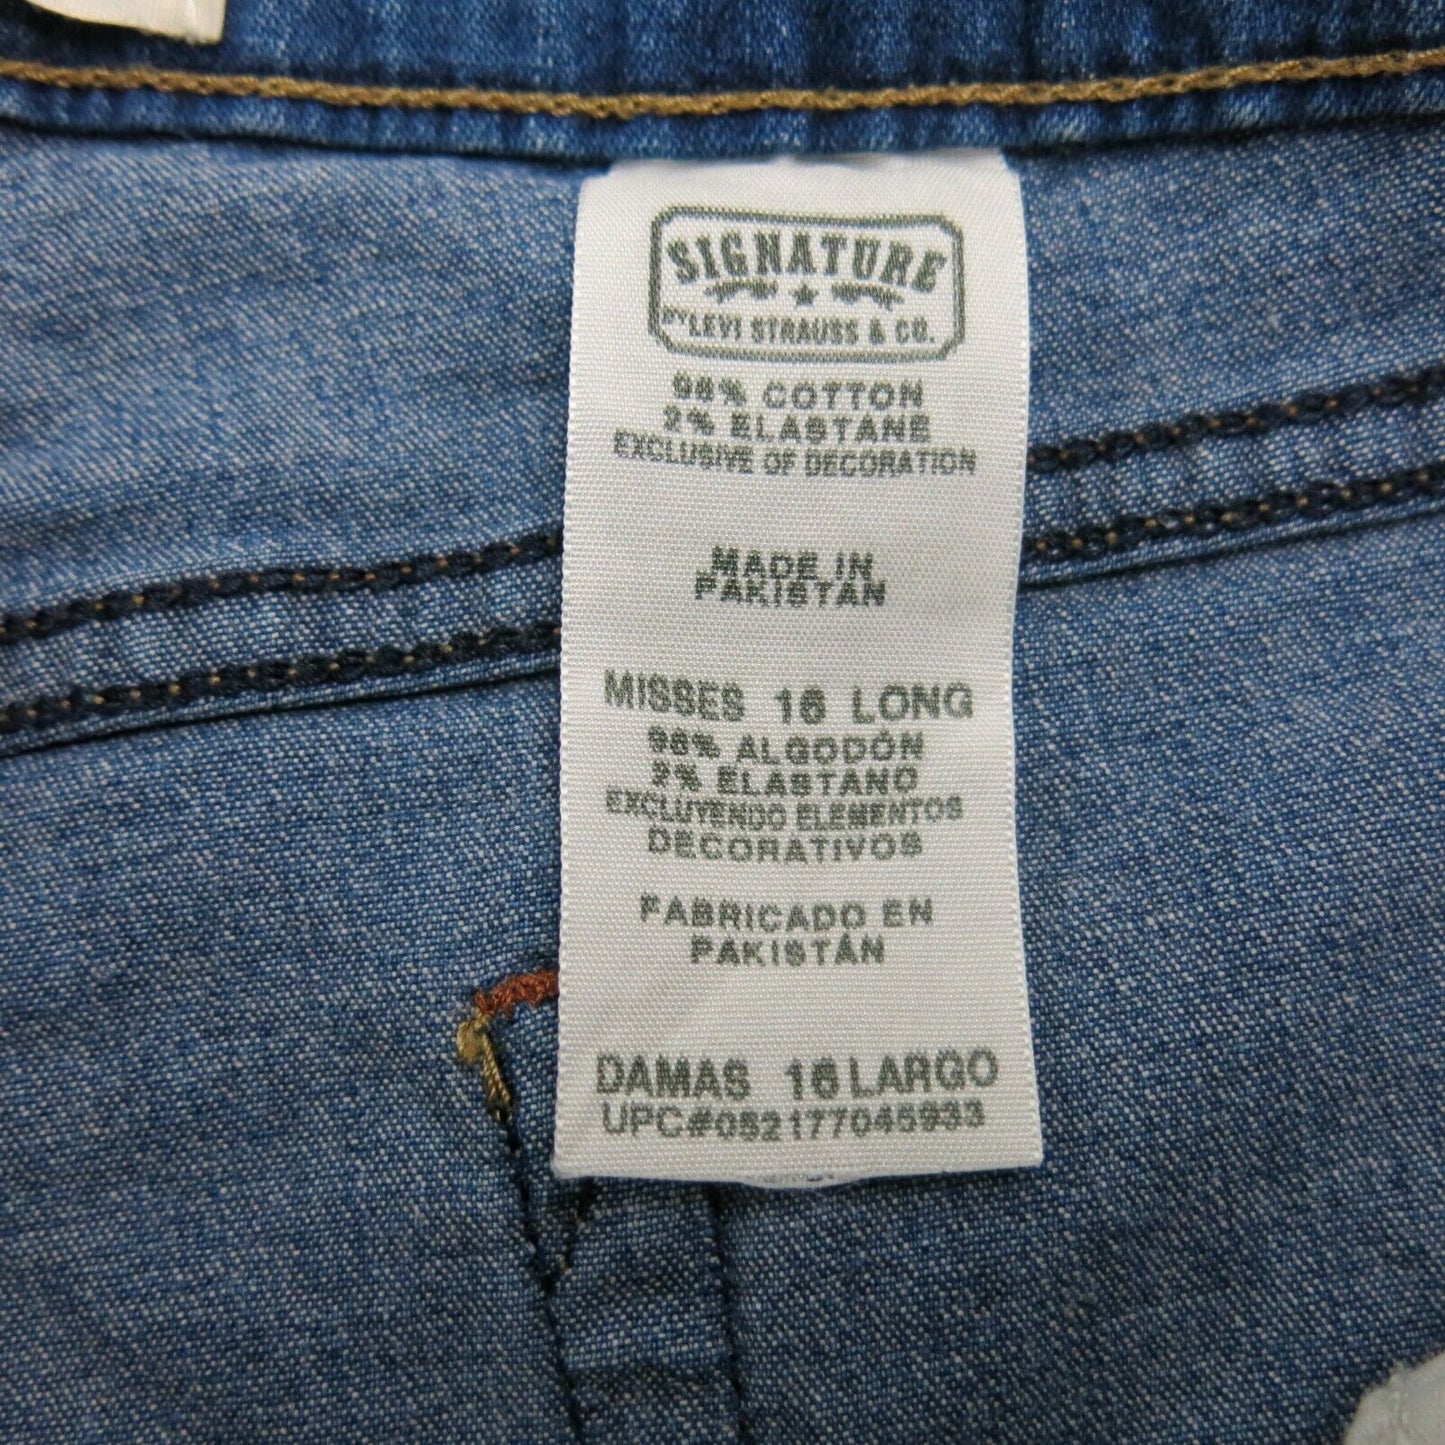 SIGNATURE
BY LEVI STRAUSS & CO.
98% COTTON
2% ELASTANE
EXCLUSIVE OF DECORATION
MADE IN
PAKISTAN
MISSES 16 LONG
98% ALGODÓN
2% ELASTANO
EXCLUYENDO ELEMENTOS
DECORATIVOS
FABRICADO EN
PAKISTÁN
DAMAS 16 LARGO
UPC#052177045933